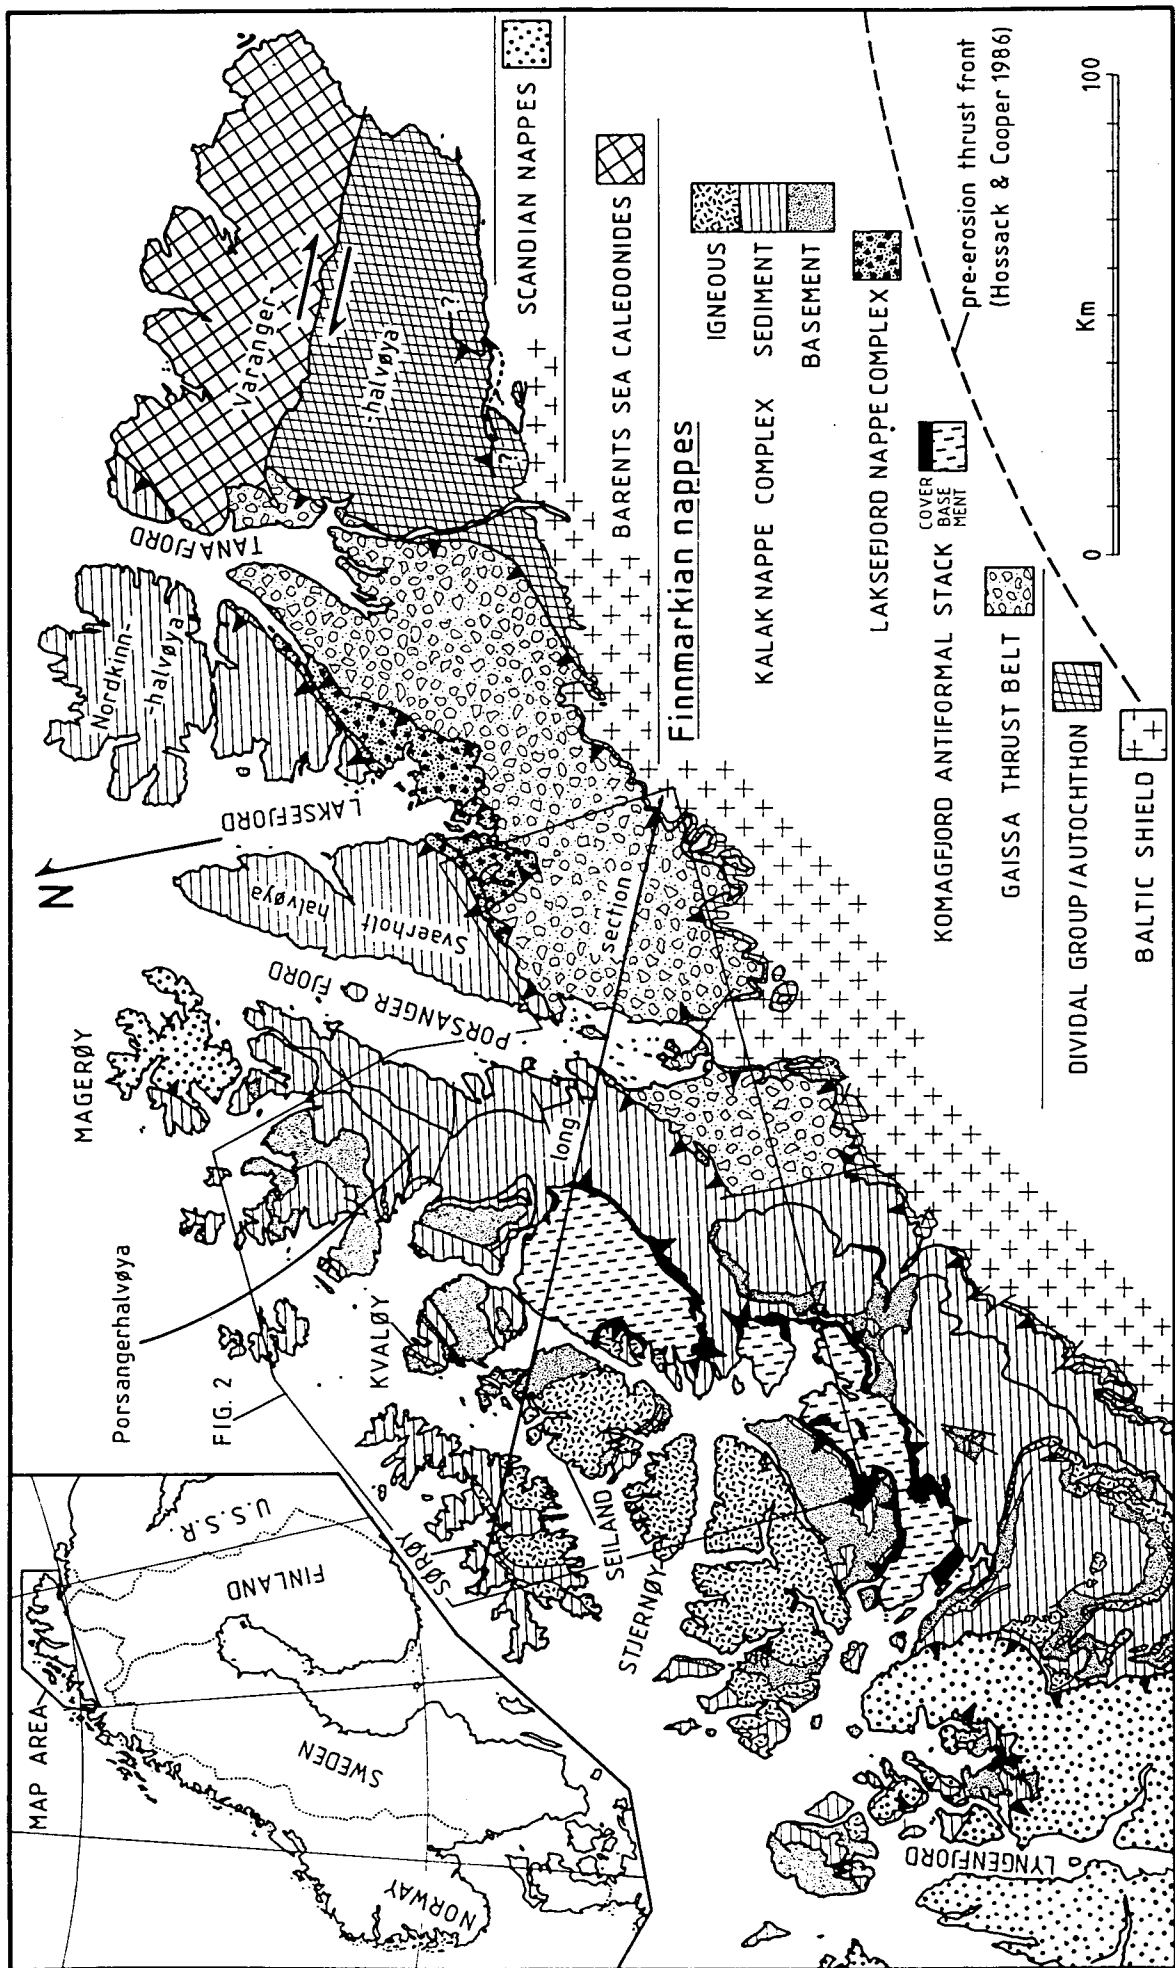 MAP AREA
NORWAY
SWEDEN
FINLAND
U.S.S.R.
FIG. 2
Porsangerhalvøya
MAGERØY
KVALØY
SØRØY
SEILAND
STJERNØY
LYNGENFJORD
PORSANGER
FJORD
Svaerholt
halvøya
LAKSEFJORD
Nordkinn-
-halvøya
TANAFJORD
Varanger-
-halvøya
?
?
N
long
section
SCANDIAN NAPPES
BARENTS SEA CALEDONIDES
Finnmarkian nappes
KALAK NAPPE COMPLEX
IGNEOUS
SEDIMENT
BASEMENT
LAKSEFJORD NAPPE COMPLEX
KOMAGFJORD ANTIFORMAL STACK
COVER
BASE
MENT
GAISSA THRUST BELT
DIVIDAL GROUP/AUTOCHTHON
BALTIC SHIELD
pre-erosion thrust front
(Hossack & Cooper 1986)
0
Km
100